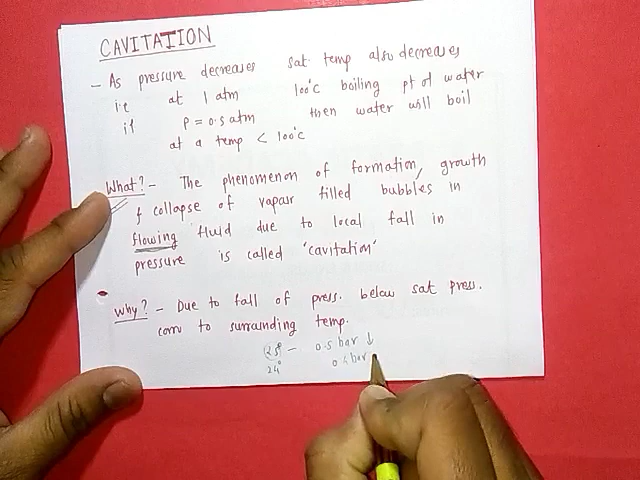 CAVITATION
- As pressure decreases sat. temp also decreases
i.e at 1 atm 100°C boiling pt of water
if P = 0.5 atm then water will boil
at a temp < 100°C
What? - The phenomenon of formation, growth
& collapse of vapar filled bubbles in
flowing fluid due to local fall in
pressure is called 'cavitation'
Why? - Due to fall of press. below sat press.
corr to surrounding temp.
25° - 0.5 bar ↓
24° bar